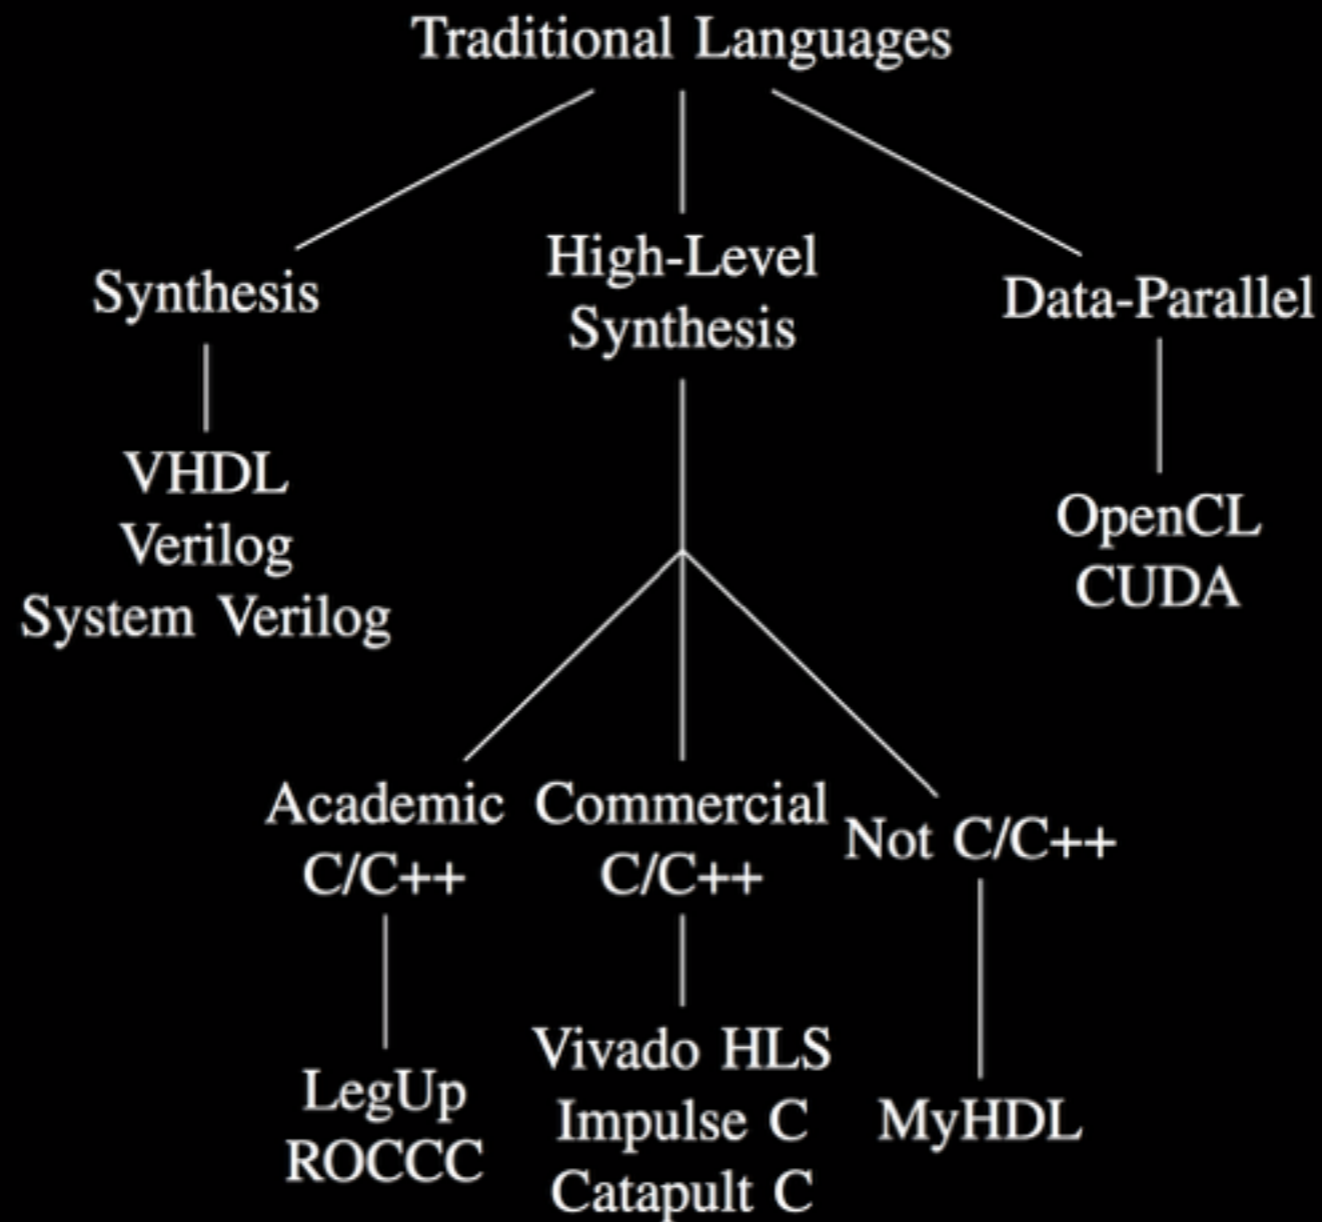 Traditional Languages
Synthesis
High-Level
Synthesis
Data-Parallel
VHDL
Verilog
System Verilog
OpenCL
CUDA
Academic
C/C++
Commercial
C/C++
Not C/C++
LegUp
ROCCC
Vivado HLS
Impulse C
Catapult C
MyHDL